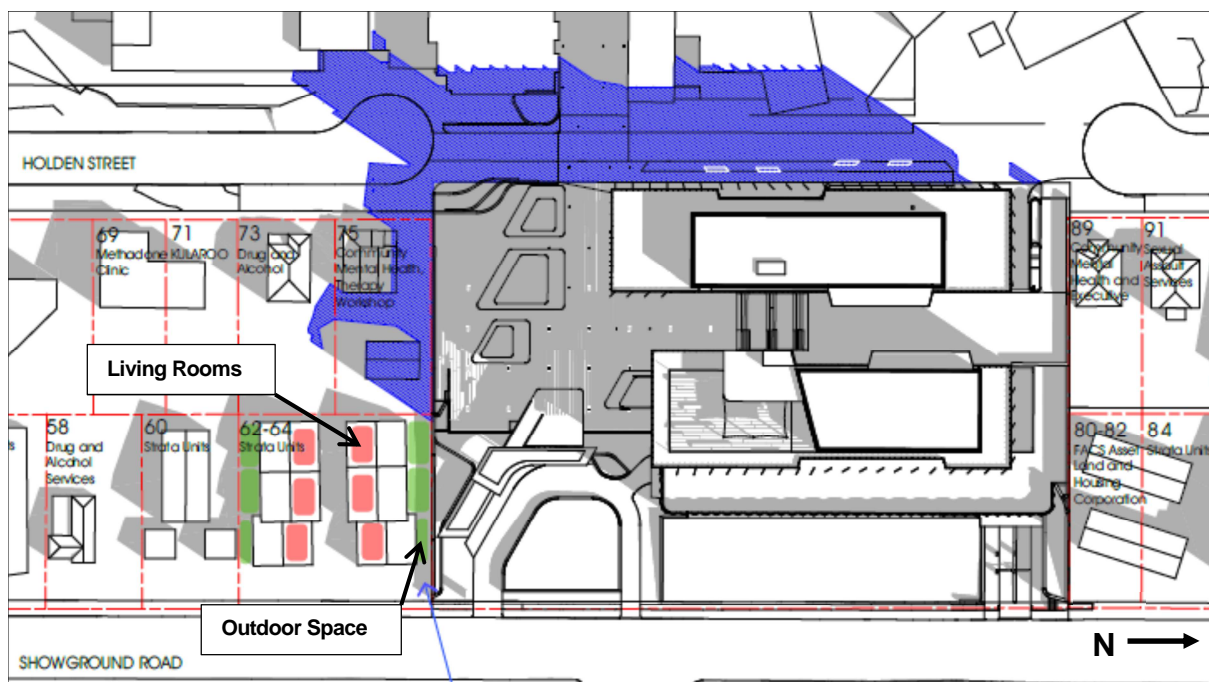 HOLDEN STREET
69
Methadone
Clinic
71
KULAROO
73
Drug and
Alcohol
75
Community
Mental Health,
Therapy
Workshop
89
Community
Mental
Health and
Executive
91
Sexual
Assault
Services
Living Rooms
58
Drug and
Alcohol
Services
60
Strata Units
62-64
Strata Units
80-82
FACS Asset
Land and
Housing
Corporation
84
Strata Units
Outdoor Space
N
SHOWGROUND ROAD